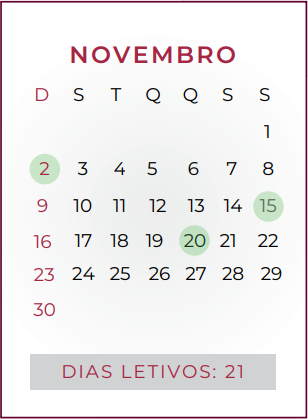 NOVEMBRO
D S T Q Q S S
1
2 3 4 5 6 7 8
9 10 11 12 13 14 15
16 17 18 19 20 21 22
23 24 25 26 27 28 29
30
DIAS LETIVOS: 21